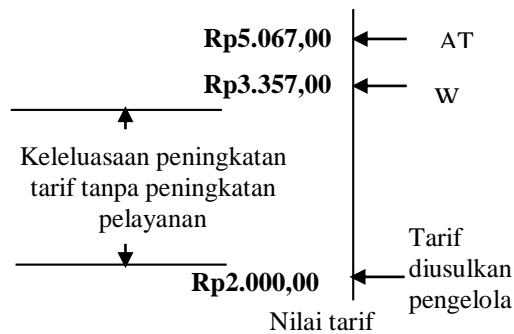 Rp5.067,00 AT
Rp3.357,00 W
Keleluasaan peningkatan
tarif tanpa peningkatan
pelayanan
Tarif
diusulkan
pengelola
Rp2.000,00
Nilai tarif